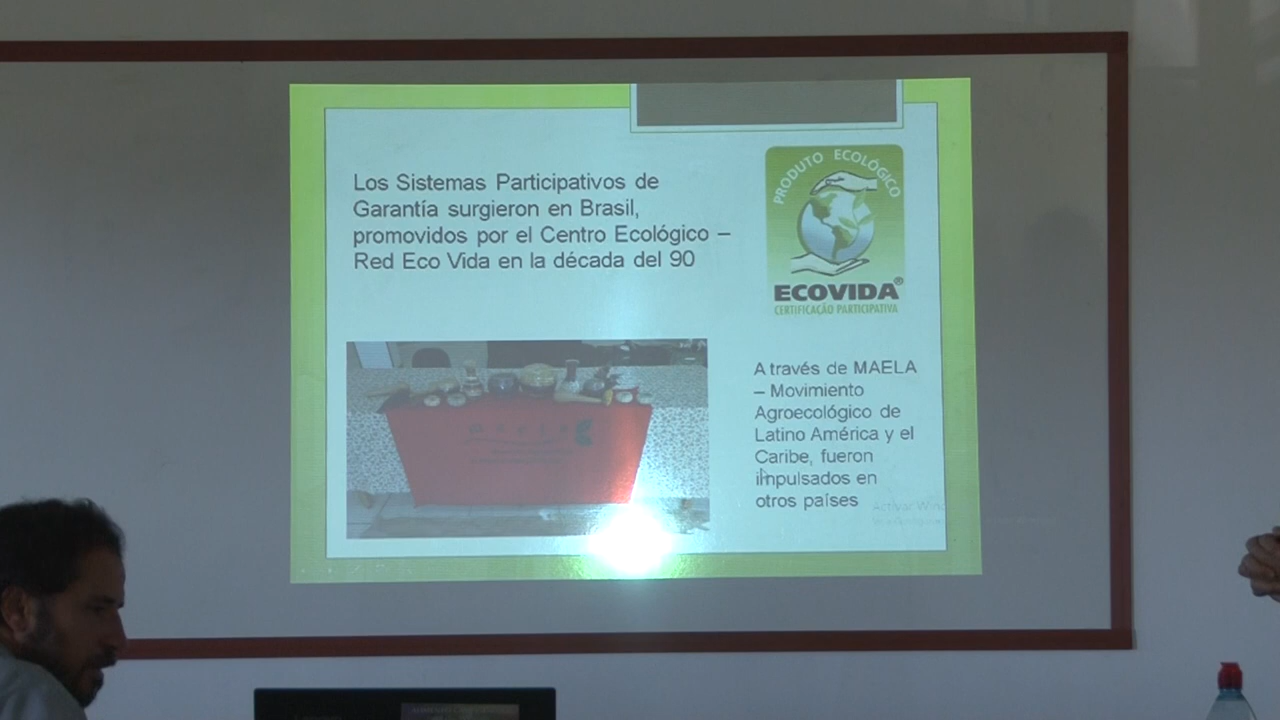 Los Sistemas Participativos de
Garantía surgieron en Brasil,
promovidos por el Centro Ecológico –
Red Eco Vida en la década del 90
PRODUTO ECOLÓGICO
ECOVIDA®
CERTIFICAÇÃO PARTICIPATIVA
A través de MAELA
– Movimiento
Agroecológico de
Latino América y el
Caribe, fueron
impulsados en
otros países
Activar Wind